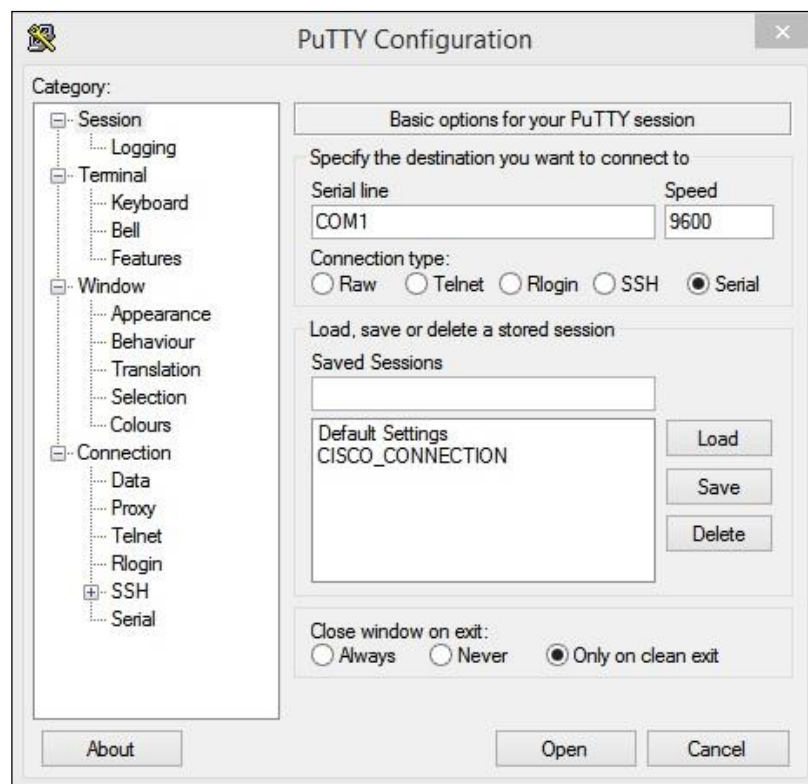 PuTTY Configuration
Category:
Session
Logging
Terminal
Keyboard
Bell
Features
Window
Appearance
Behaviour
Translation
Selection
Colours
Connection
Data
Proxy
Telnet
Rlogin
SSH
Serial
Basic options for your PuTTY session
Specify the destination you want to connect to
Serial line Speed
COM1 9600
Connection type:
Raw Telnet Rlogin SSH Serial
Load, save or delete a stored session
Saved Sessions
Default Settings
CISCO_CONNECTION
Load
Save
Delete
Close window on exit:
Always Never Only on clean exit
About Open Cancel